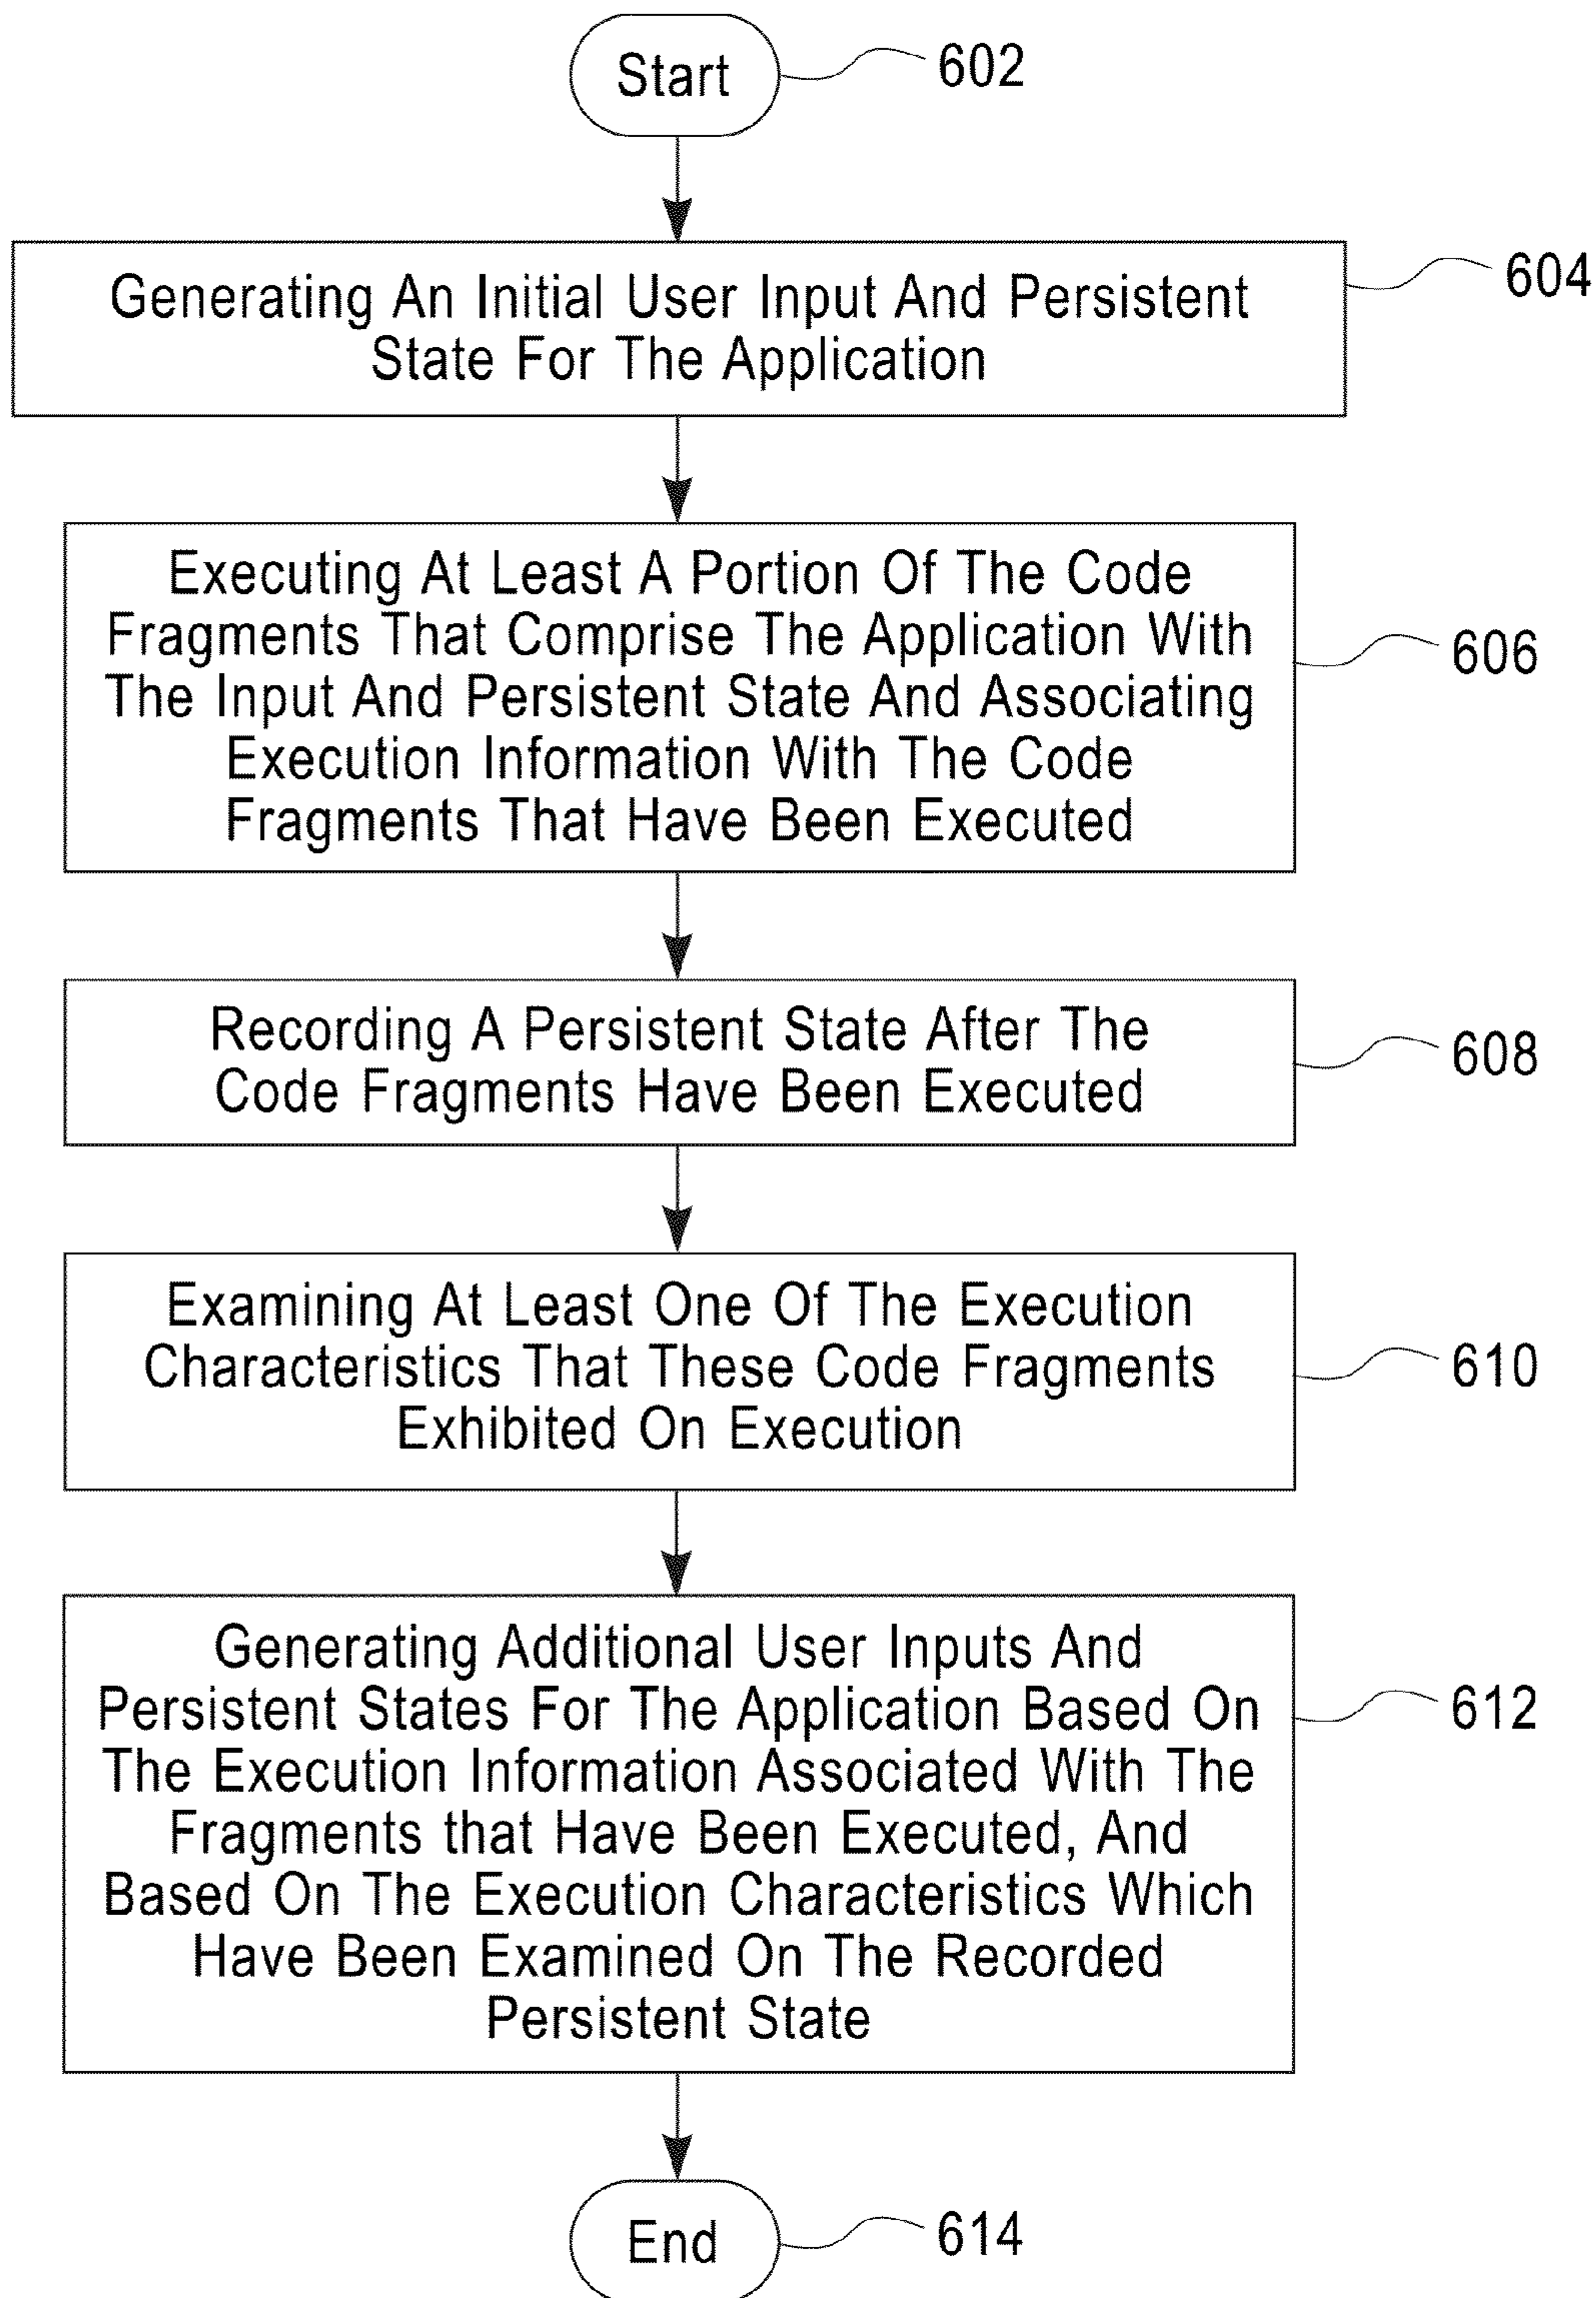 Start
602
Generating An Initial User Input And Persistent
State For The Application
604
Executing At Least A Portion Of The Code
Fragments That Comprise The Application With
The Input And Persistent State And Associating
Execution Information With The Code
Fragments That Have Been Executed
606
Recording A Persistent State After The
Code Fragments Have Been Executed
608
Examining At Least One Of The Execution
Characteristics That These Code Fragments
Exhibited On Execution
610
Generating Additional User Inputs And
Persistent States For The Application Based On
The Execution Information Associated With The
Fragments that Have Been Executed, And
Based On The Execution Characteristics Which
Have Been Examined On The Recorded
Persistent State
612
End
614